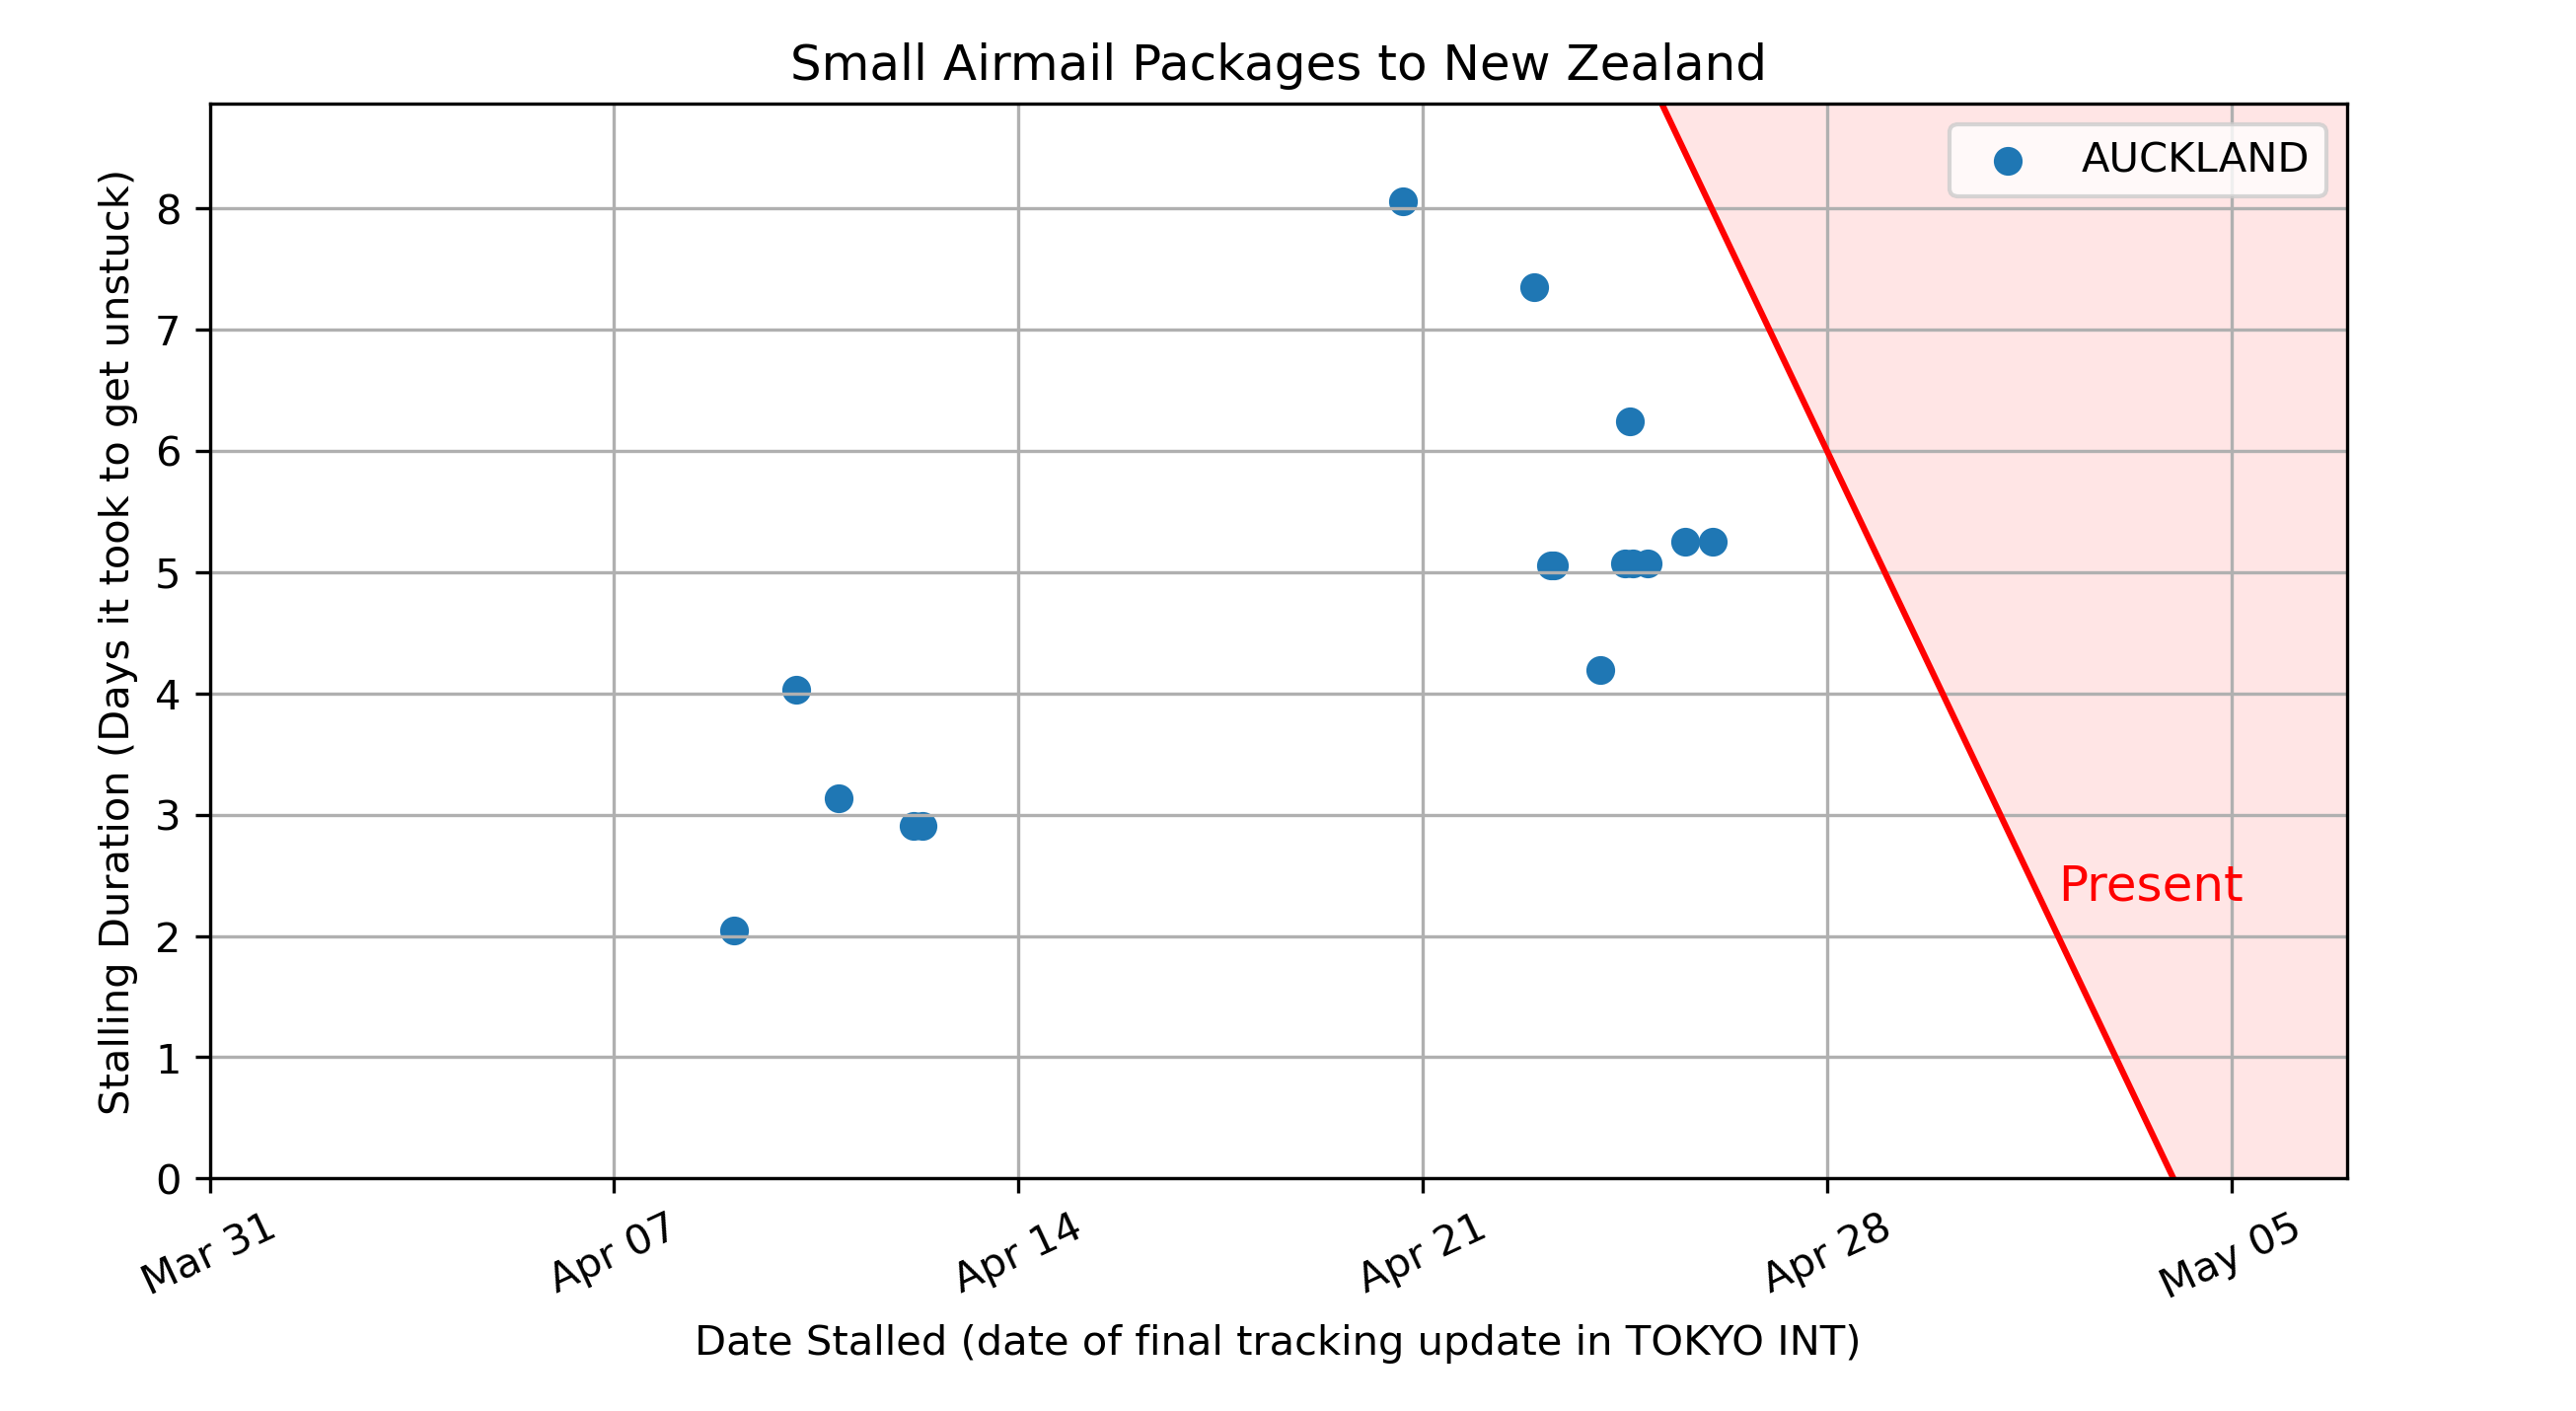 Small Airmail Packages to New Zealand
AUCKLAND
Stalling Duration (Days it took to get unstuck)
8
7
6
5
4
3
2
1
0
Present
Mar 31
Apr 07
Apr 14
Apr 21
Apr 28
May 05
Date Stalled (date of final tracking update in TOKYO INT)